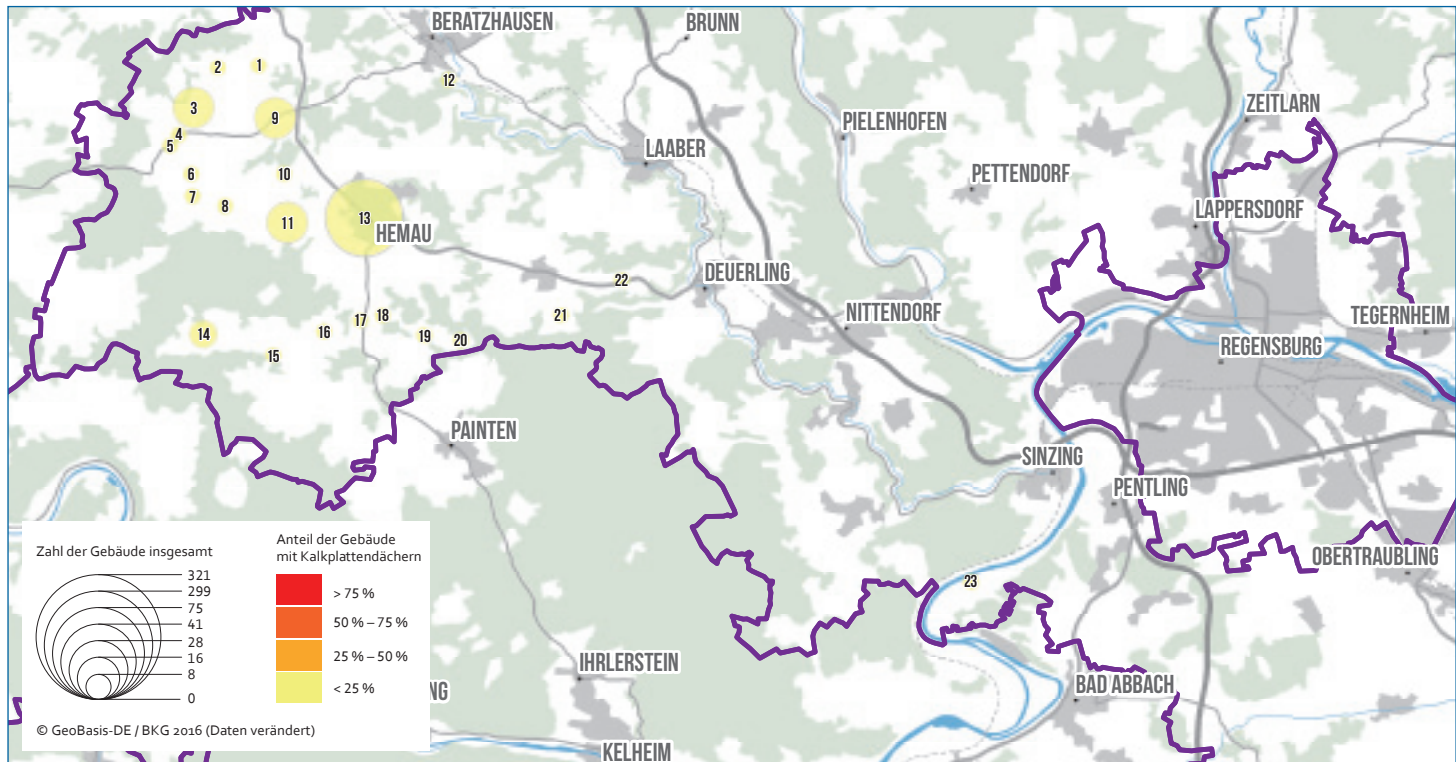 BERATZHAUSEN
BRUNN
2
1
12
3
9
ZEITLARN
4
5
PIELENHOFEN
LAABER
6
10
PETTENDORF
7
8
11
13
HEMAU
LAPPERSDORF
22
DEUERLING
21
NITTENDORF
TEGERNHEIM
17
18
16
14
19
20
15
REGENSBURG
PAINTEN
SINZING
PENTLING
OBERTRAUBLING
23
IHRLERSTEIN
BAD ABBACH
NG
KELHEIM
Zahl der Gebäude insgesamt
321
299
75
41
28
16
8
0
Anteil der Gebäude
mit Kalkplattendächern
> 75 %
50 % – 75 %
25 % – 50 %
< 25 %
© GeoBasis-DE / BKG 2016 (Daten verändert)